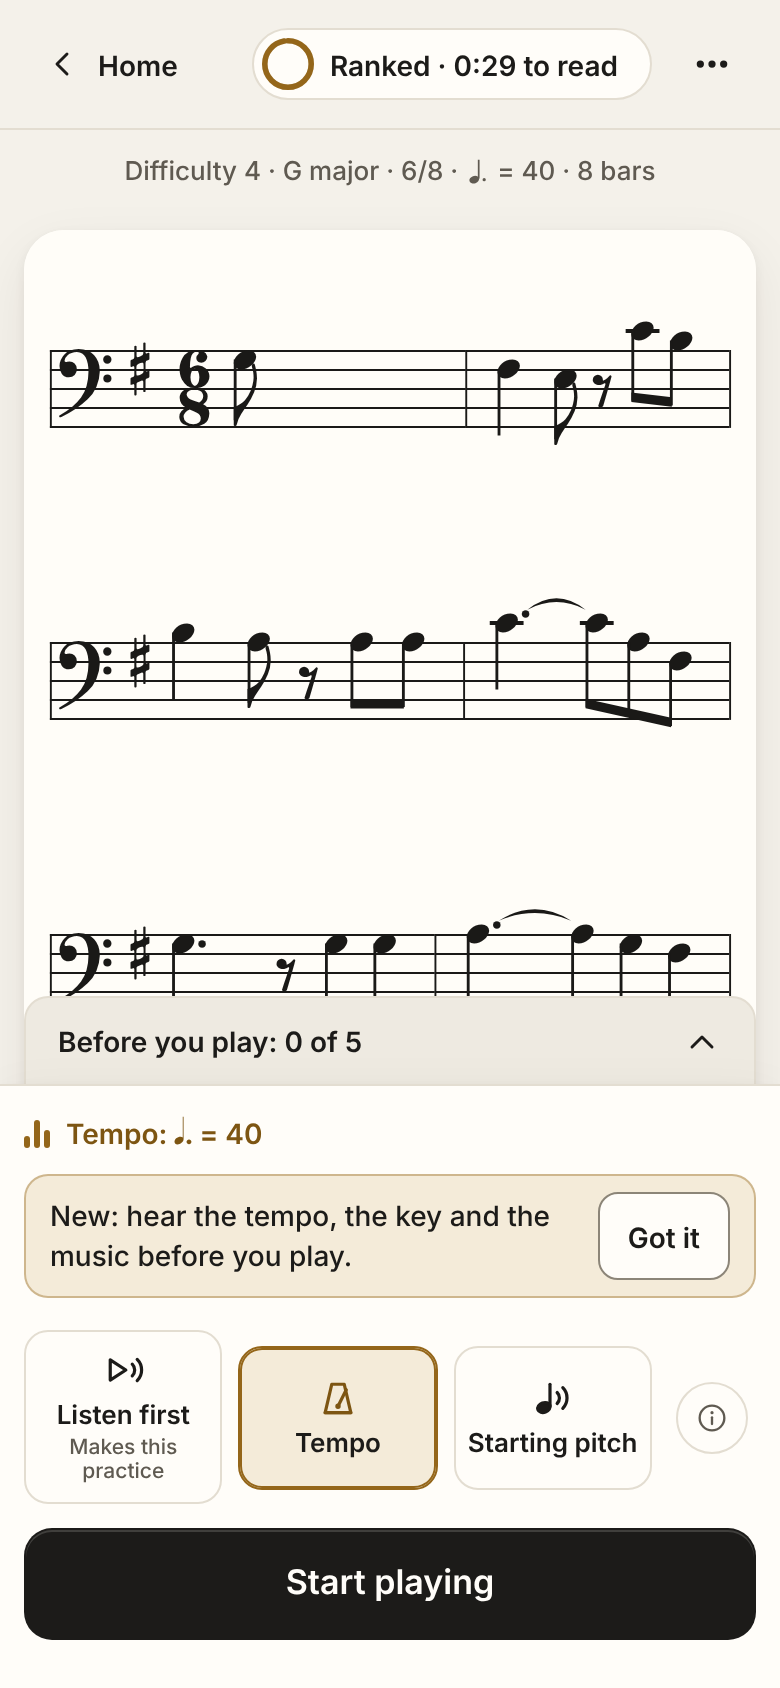 Home
Ranked · 0:29 to read
Difficulty 4 · G major · 6/8 · ♩. = 40 · 8 bars
6
8
Before you play: 0 of 5
Tempo: ♩. = 40
New: hear the tempo, the key and the
music before you play.
Got it
Listen first
Makes this
practice
Tempo
Starting pitch
Start playing